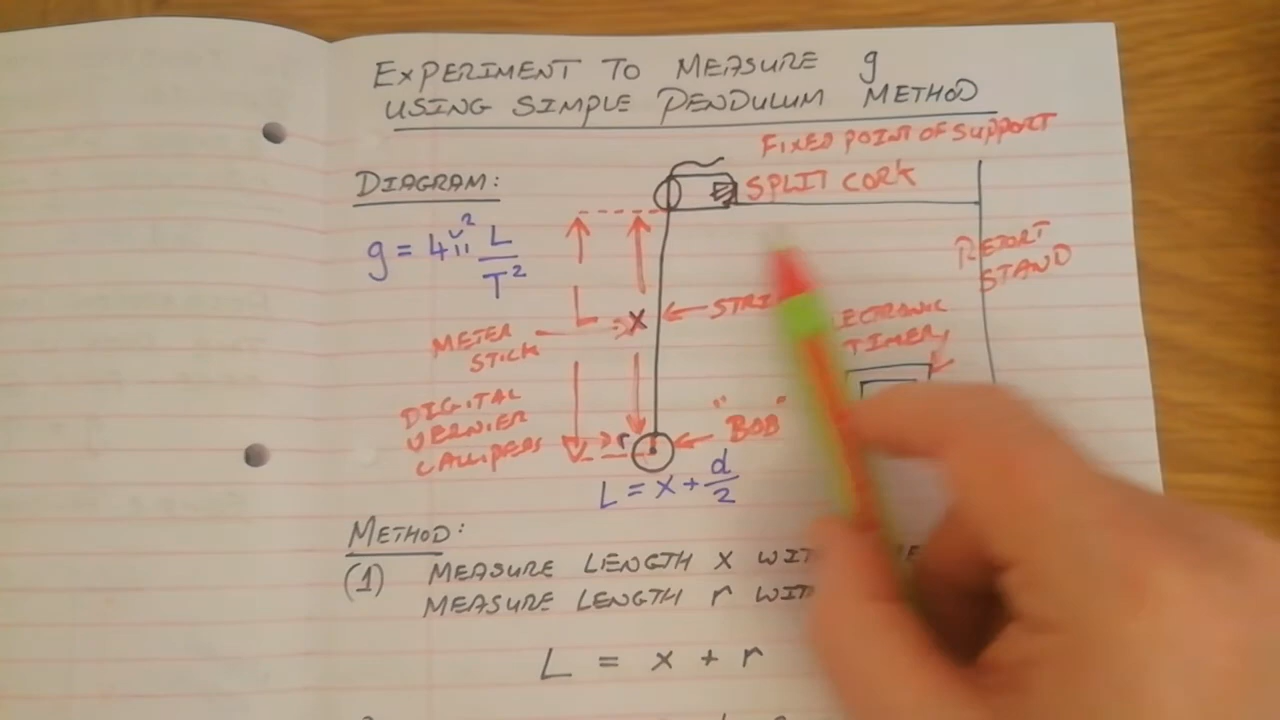 EXPERIMENT TO MEASURE g
USING SIMPLE PENDULUM METHOD
FIXED POINT OF SUPPORT
DIAGRAM:
SPLIT CORK
g = 4π² L
T²
RETORT
STAND
L
X
METER
STICK
TIMER
DIGITAL
VERNIER
CALLIPERS
r
"BOB"
L = x + d
2
METHOD:
(1) MEASURE LENGTH X
MEASURE LENGTH r
L = x + r